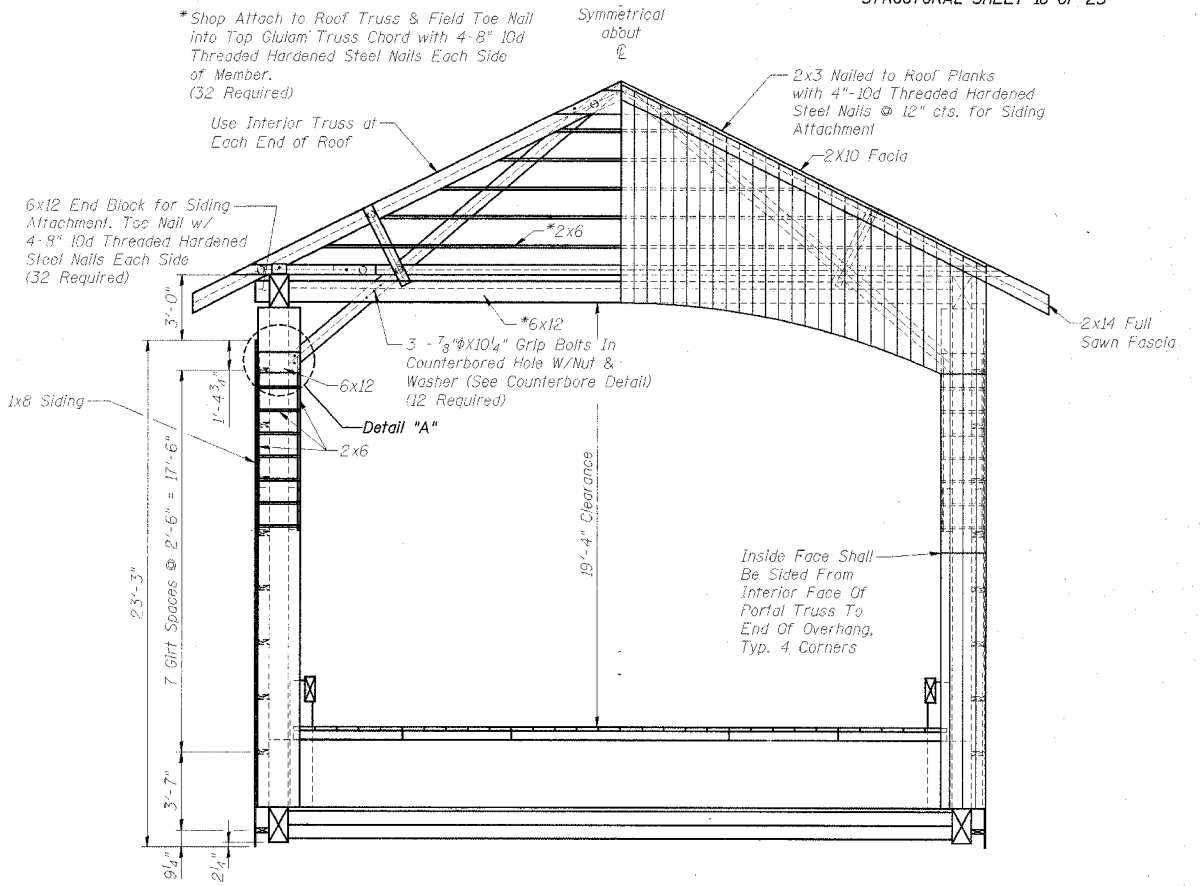 STRUCTURAL SHEET 16 OF 23
*Shop Attach to Roof Truss & Field Toe Nail
into Top Glulam Truss Chord with 4-8" 10d
Threaded Hardened Steel Nails Each Side
of Member.
(32 Required)
Symmetrical
about
℄
2x3 Nailed to Roof Planks
with 4"-10d Threaded Hardened
Steel Nails @ 12" cts. for Siding
Attachment
Use Interior Truss at
Each End of Roof
2X10 Facia
6x12 End Block for Siding
Attachment. Toe Nail w/
4-8" 10d Threaded Hardened
Steel Nails Each Side
(32 Required)
*2x6
3'-0"
*6x12
2x14 Full
Sawn Fascia
3 - 7/8"ϕX10 1/4" Grip Bolts In
Counterbored Hole W/Nut &
Washer (See Counterbore Detail)
(12 Required)
6x12
1'-4 3/4"
1x8 Siding
Detail "A"
2x6
7 Girt Spaces @ 2'-6" = 17'-6"
19'-4" Clearance
23'-3"
Inside Face Shall
Be Sided From
Interior Face Of
Portal Truss To
End Of Overhang,
Typ. 4 Corners
3'-7"
9 1/4"
2 1/4"